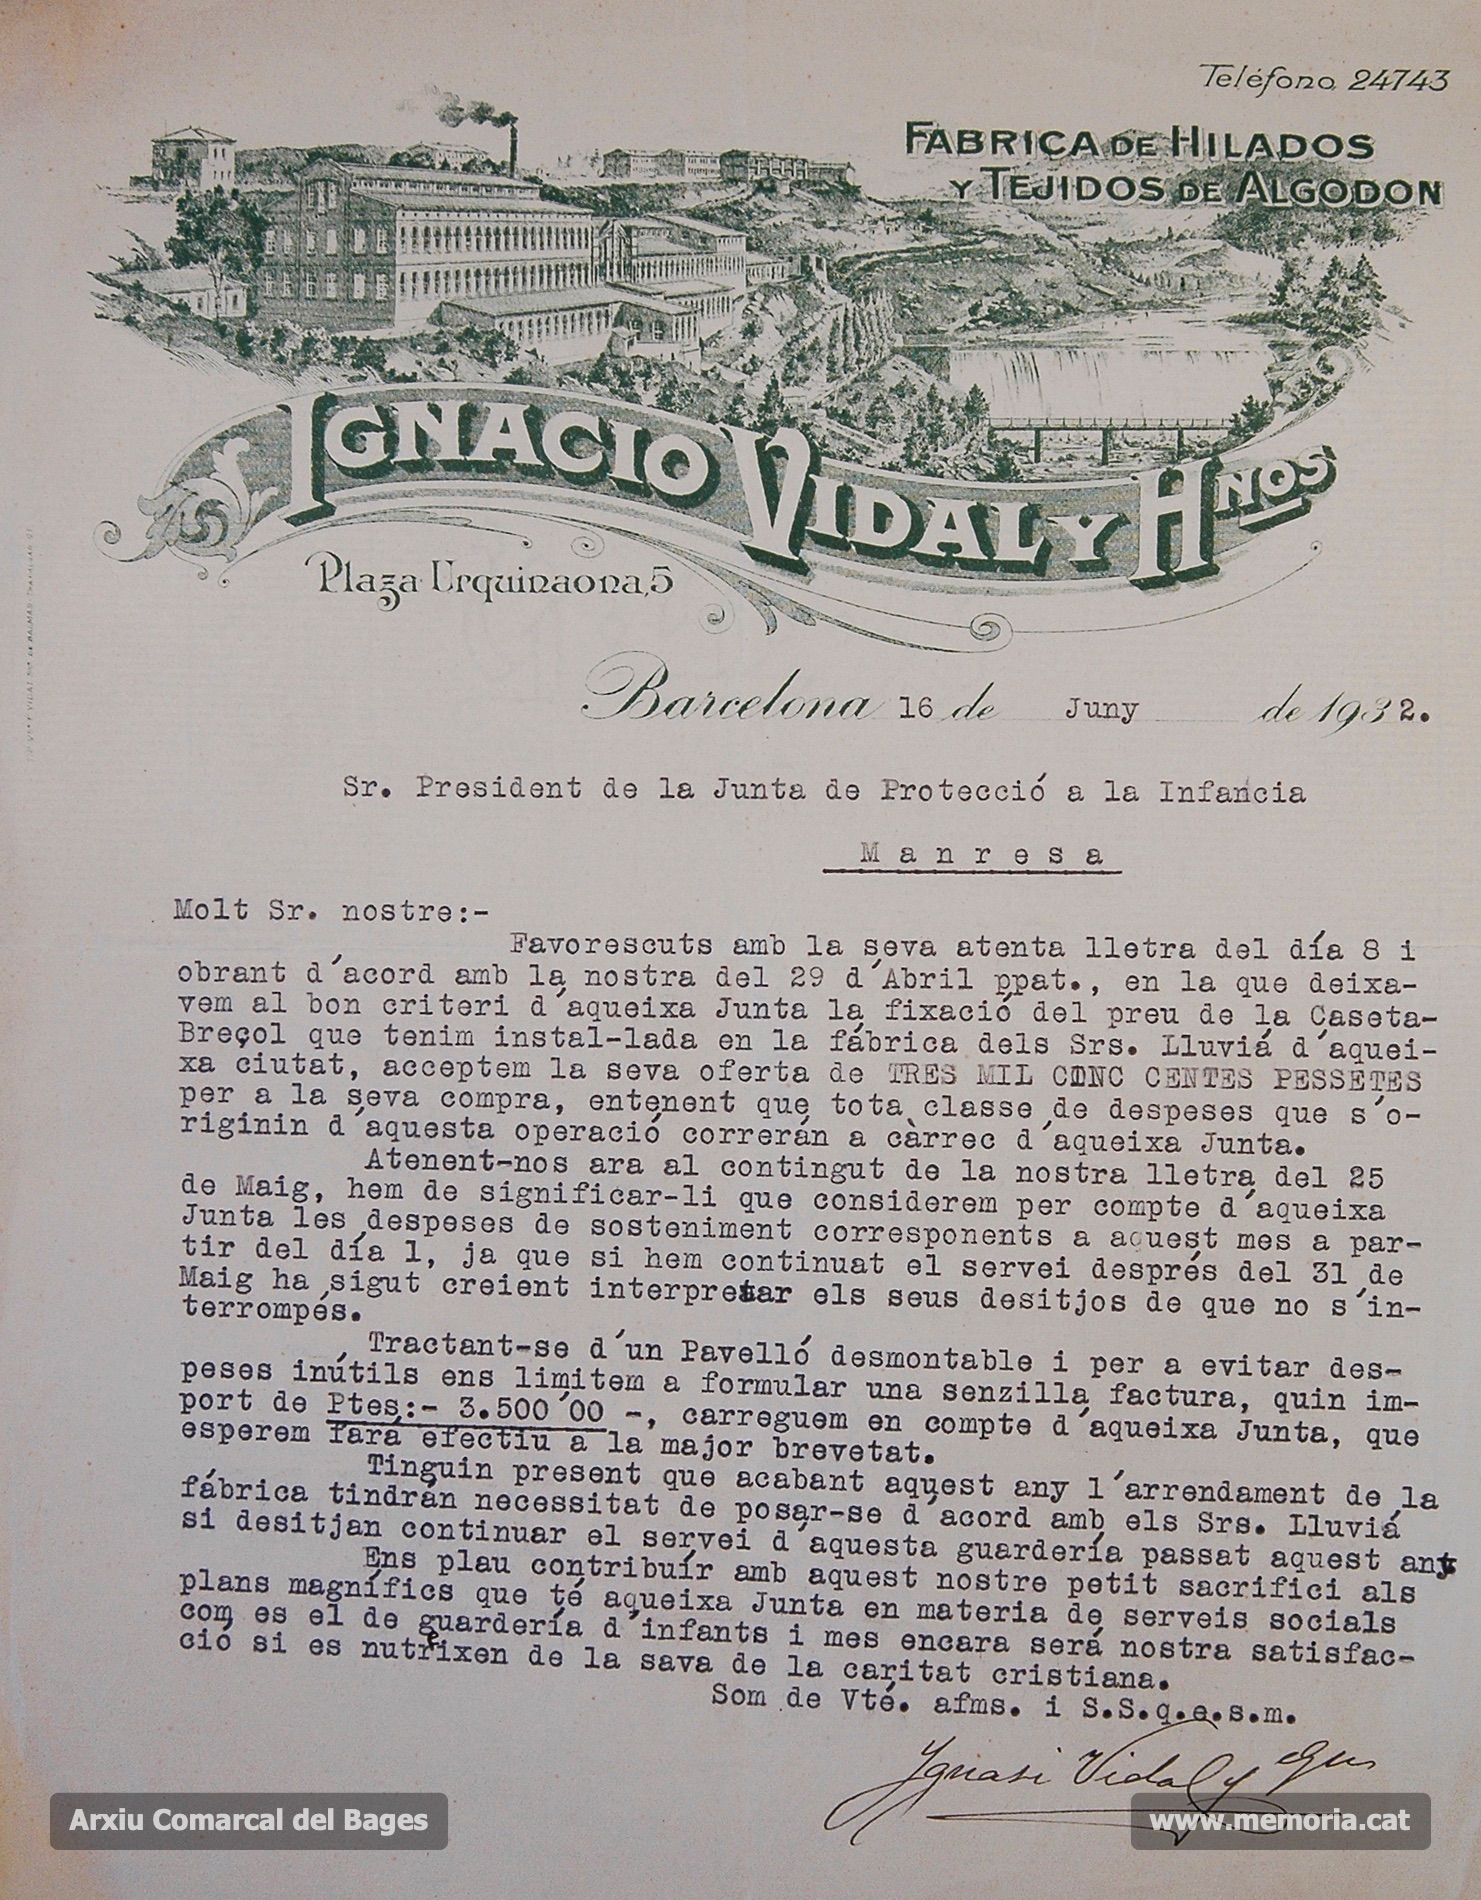 Teléfono 24743
FABRICA DE HILADOS
Y TEJIDOS DE ALGODON
IGNACIO VIDAL Y HNOS
Plaza Urquinaona, 5
Barcelona 16 de Juny de 1932.
Sr. President de la Junta de Protecció a la Infancia
Manresa
Molt Sr. nostre:-
Favorescuts amb la seva atenta lletra del día 8 i
obrant d'acord amb la nostra del 29 d'Abril ppat., en la que deixa-
vem al bon criteri d'aqueixa Junta la fixació del preu de la Caseta-
Breçol que tenim instal-lada en la fábrica dels Srs. Lluviá d'aquei-
xa ciutat, acceptem la seva oferta de TRES MIL CINC CENTES PESSETES
per a la seva compra, entenent que tota classe de despeses que s'o-
riginin d'aquesta operació correrán a càrrec d'aqueixa Junta.
Atenent-nos ara al contingut de la nostra lletra del 25
de Maig, hem de significar-li que considerem per compte d'aqueixa
Junta les despeses de sosteniment corresponents a aquest mes a par-
tir del día 1, ja que si hem continuat el servei després del 31 de
Maig ha sigut creient interpretar els seus desitjos de que no s'in-
terrompés.
Tractant-se d'un Pavelló desmontable i per a evitar des-
peses inútils ens limitem a formular una senzilla factura, quin im-
port de Ptes:- 3.500'00 -, carreguem en compte d'aqueixa Junta, que
esperem fará efectiu a la major brevetat.
Tinguin present que acabant aquest any l'arrendament de la
fábrica tindrán necessitat de posar-se d'acord amb els Srs. Lluviá
si desitjan continuar el servei d'aquesta guardería passat aquest any
Ens plau contribuír amb aquest nostre petit sacrifici als
plans magnífics que té aqueixa Junta en materia de serveis socials
com es el de guardería d'infants i mes encara será nostra satisfac-
ció si es nutreixen de la sava de la caritat cristiana.
Som de Vté. afms. i S.S.q.e.s.m.
Ignasi Vidal y Gns
Arxiu Comarcal del Bages
www.memoria.cat